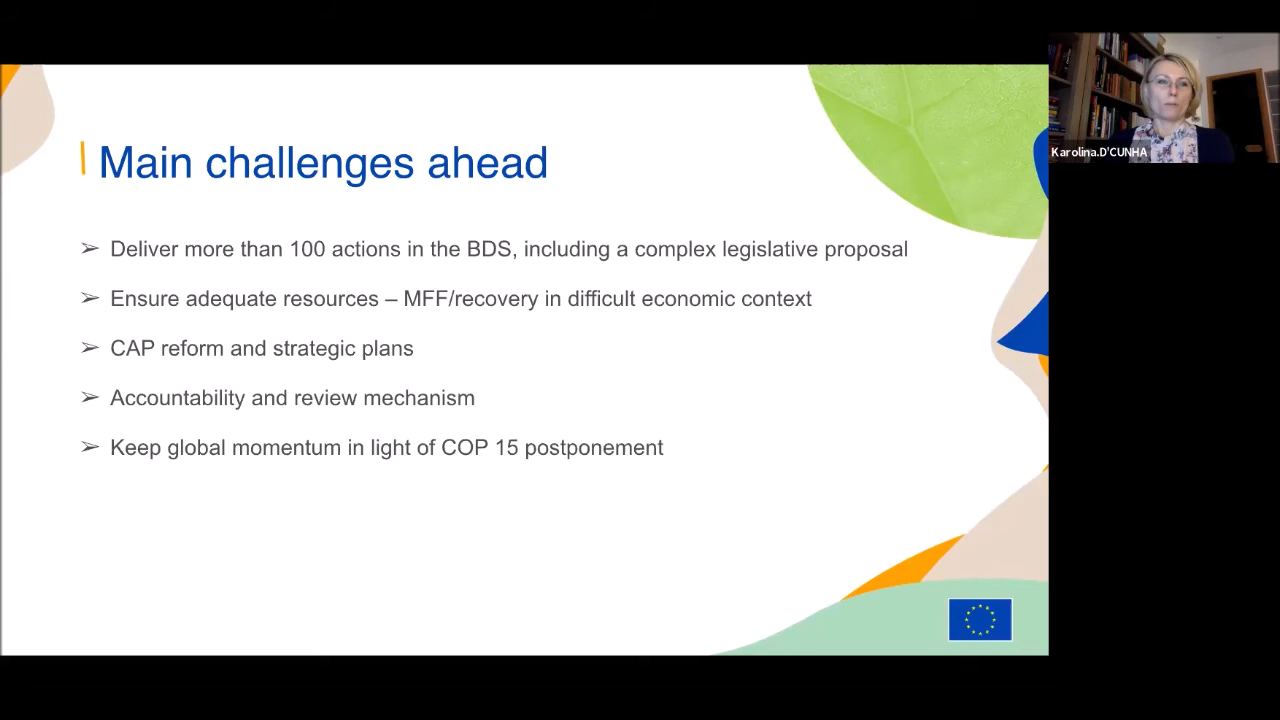 Main challenges ahead
➢ Deliver more than 100 actions in the BDS, including a complex legislative proposal
➢ Ensure adequate resources – MFF/recovery in difficult economic context
➢ CAP reform and strategic plans
➢ Accountability and review mechanism
➢ Keep global momentum in light of COP 15 postponement
Karolina.D'CUNHA